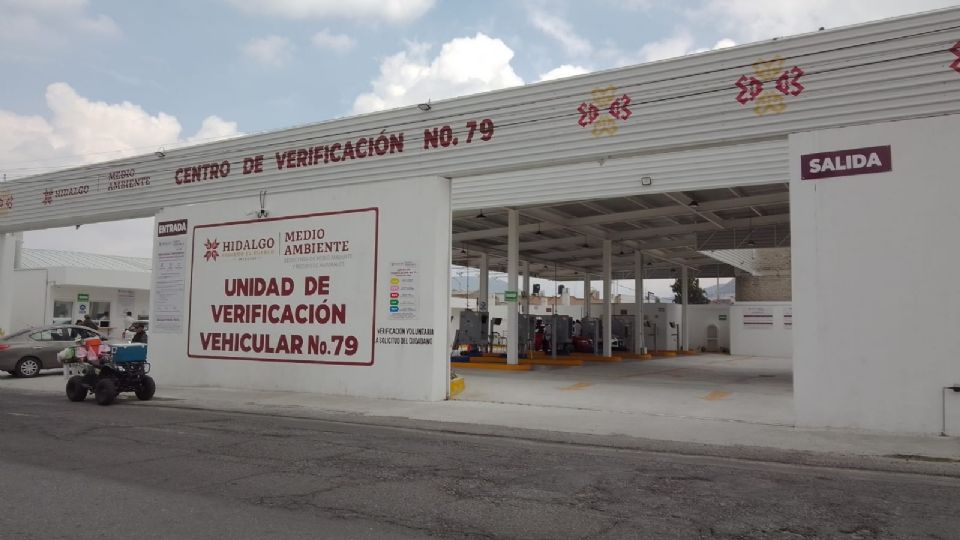 HIDALGO
MEDIO
AMBIENTE
CENTRO DE VERIFICACIÓN NO. 79
SALIDA
ENTRADA
HIDALGO
MEDIO
AMBIENTE
UNIDAD DE
VERIFICACIÓN
VEHICULAR No.79
VERIFICACIÓN VOLUNTARIA
A SOLICITUD DEL CIUDADANO